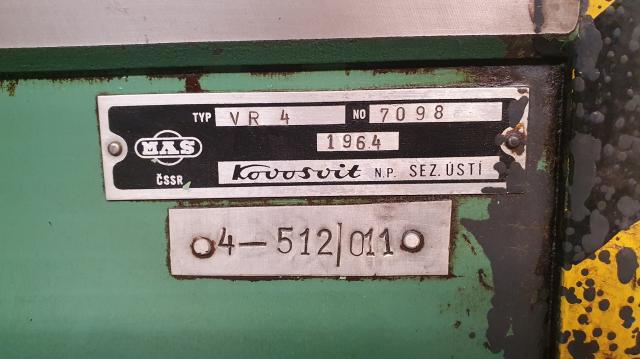 TYP VR 4 NO 7098
1964
MAS
ČSSR Kovosvit N.P. SEZ.ÚSTÍ
4-512/011